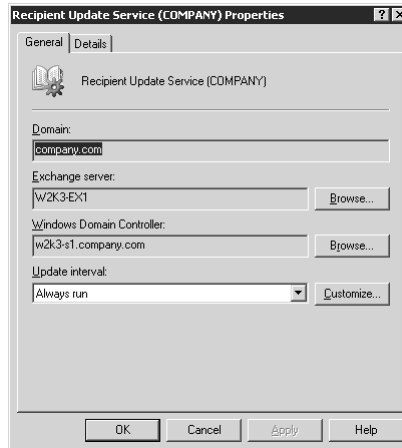 Recipient Update Service (COMPANY) Properties ? X
General Details
Recipient Update Service (COMPANY)
Domain:
company.com
Exchange server:
W2K3-EX1 Browse...
Windows Domain Controller:
w2k3-s1.company.com Browse...
Update interval:
Always run Customize...
OK Cancel Apply Help